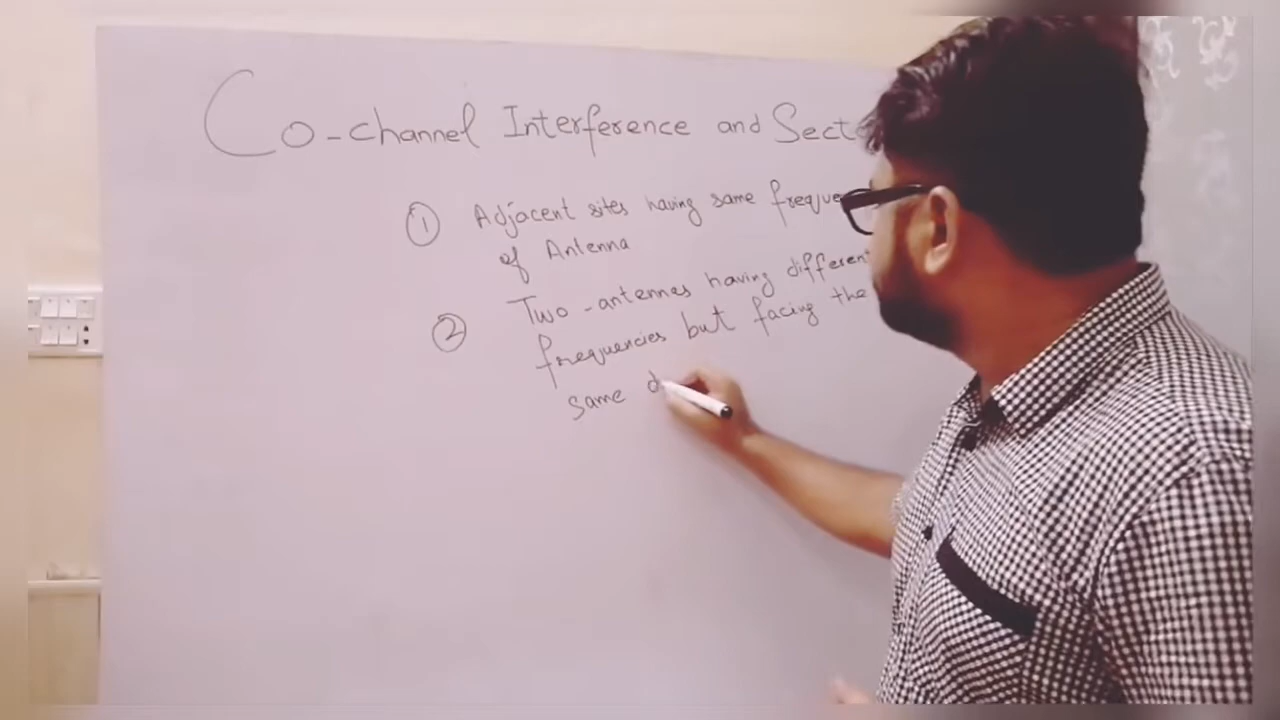 Co-channel Interference and Sect
① Adjacent sites having same freque
of Antenna
② Two-antennas having different
frequencies but facing the
same d